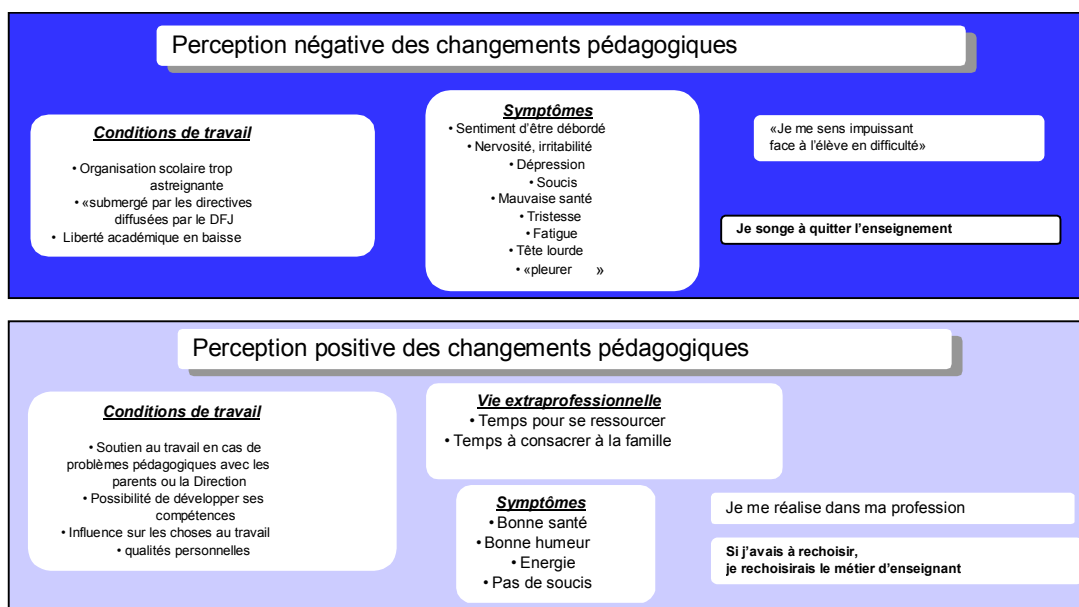 Perception négative des changements pédagogiques
Conditions de travail
• Organisation scolaire trop
astreignante
• «submergé par les directives
diffusées par le DFJ
• Liberté académique en baisse
Symptômes
• Sentiment d'être débordé
• Nervosité, irritabilité
• Dépression
• Soucis
• Mauvaise santé
• Tristesse
• Fatigue
• Tête lourde
• «pleurer »
«Je me sens impuissant
face à l'élève en difficulté»
Je songe à quitter l'enseignement
Perception positive des changements pédagogiques
Conditions de travail
• Soutien au travail en cas de
problèmes pédagogiques avec les
parents ou la Direction
• Possibilité de développer ses
compétences
• Influence sur les choses au travail
• qualités personnelles
Vie extraprofessionnelle
• Temps pour se ressourcer
• Temps à consacrer à la famille
Symptômes
• Bonne santé
• Bonne humeur
• Energie
• Pas de soucis
Je me réalise dans ma profession
Si j'avais à rechoisir,
je rechoisirais le métier d'enseignant